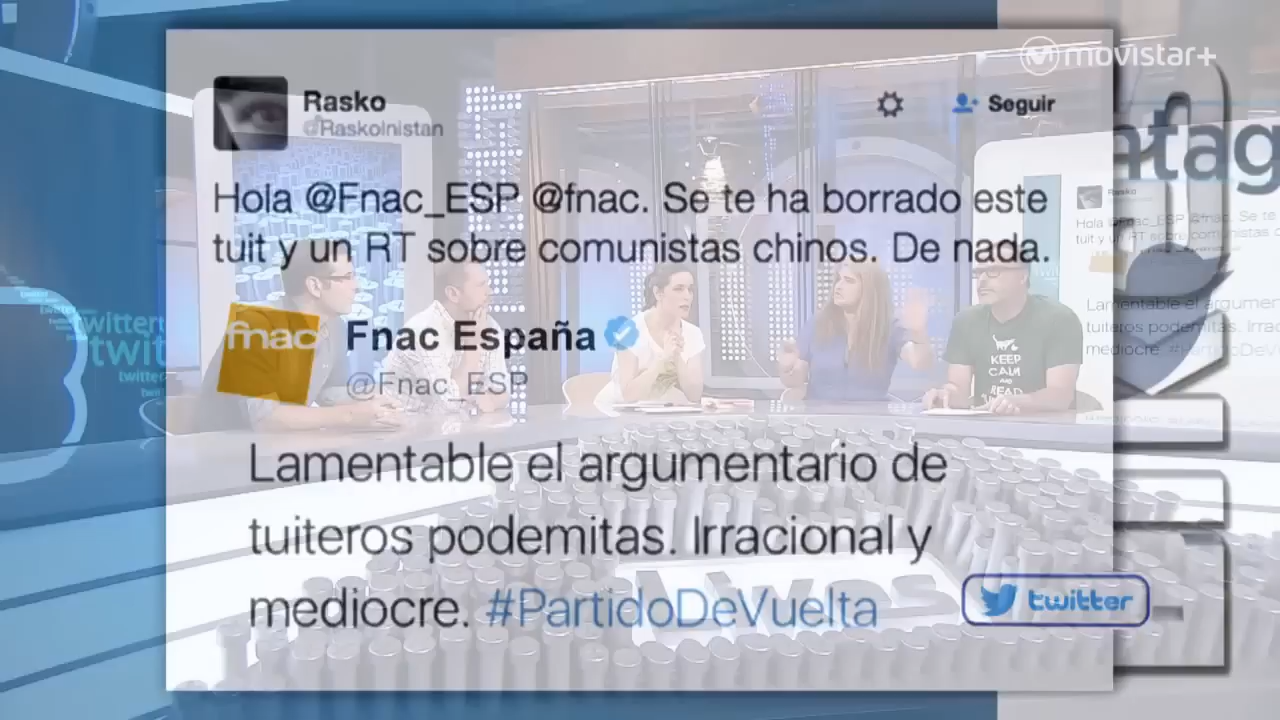 movistar+
Rasko
@Raskolnistan
Seguir
Hola @Fnac_ESP @fnac. Se te ha borrado este
tuit y un RT sobre comunistas chinos. De nada.
fnac
Fnac España
@Fnac_ESP
Lamentable el argumentario de
tuiteros podemitas. Irracional y
mediocre. #PartidoDeVuelta
twitter
KEEP
CALM
AND
READ
twitter
twitter